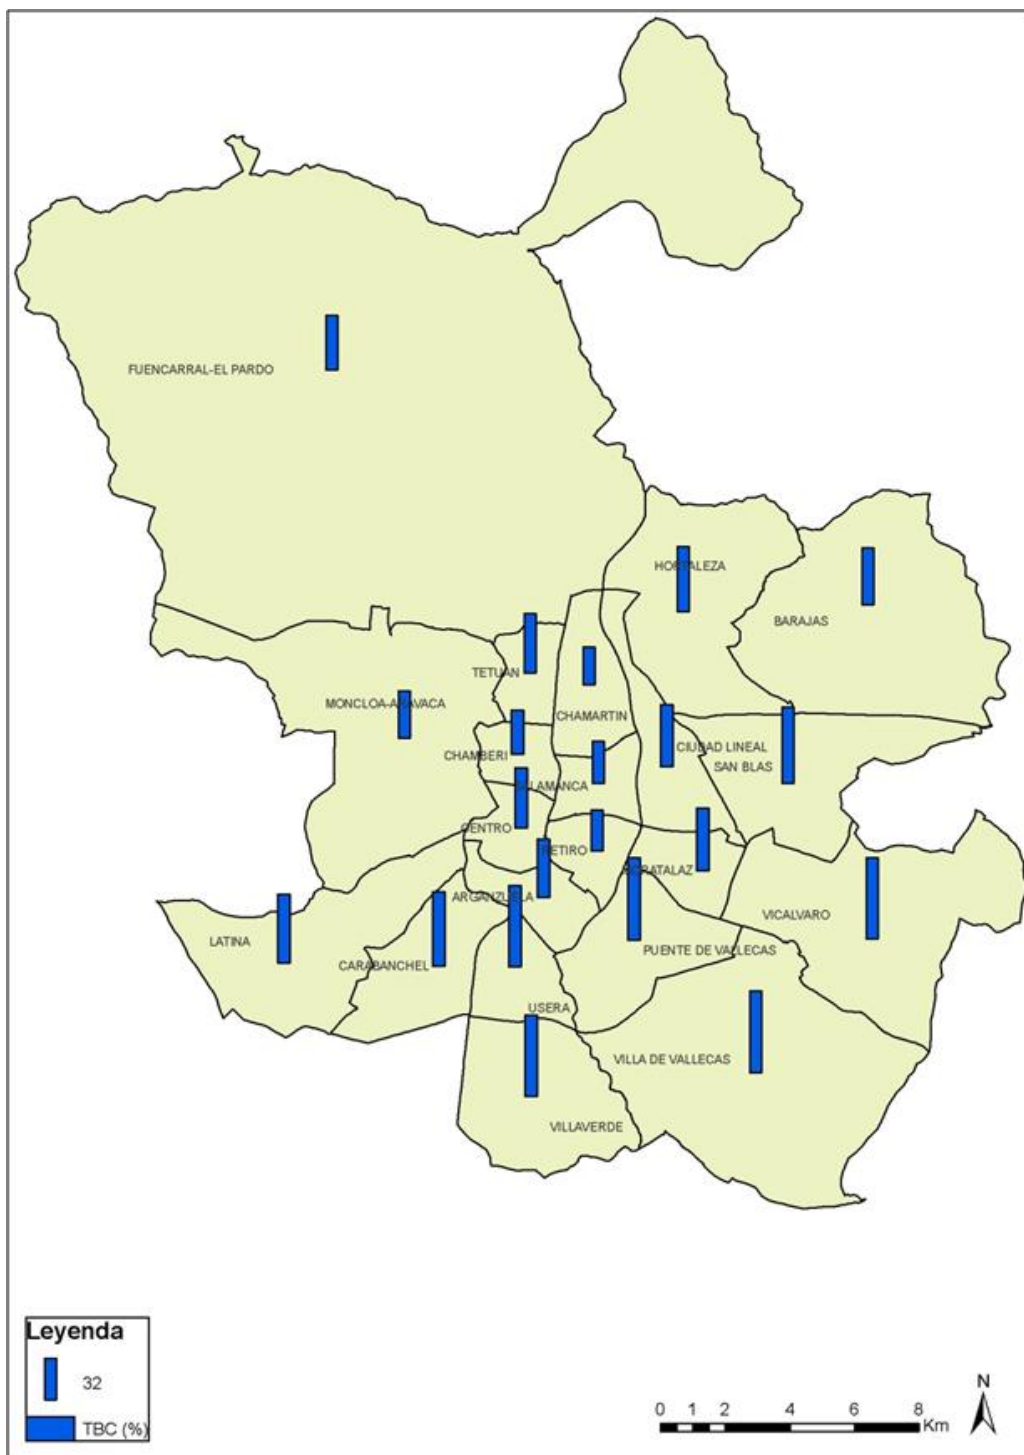 FUENCARRAL-EL PARDO
HORTALEZA
BARAJAS
TETUAN
MONCLOA-ARAVACA
CHAMARTIN
CIUDAD LINEAL
CHAMBERI
SAN BLAS
SALAMANCA
CENTRO
RETIRO
MORATALAZ
ARGANZUELA
VICALVARO
LATINA
PUENTE DE VALLECAS
CARABANCHEL
USERA
VILLA DE VALLECAS
VILLAVERDE
Leyenda
32
TBC (%)
N
0 1 2 4 6 8
Km